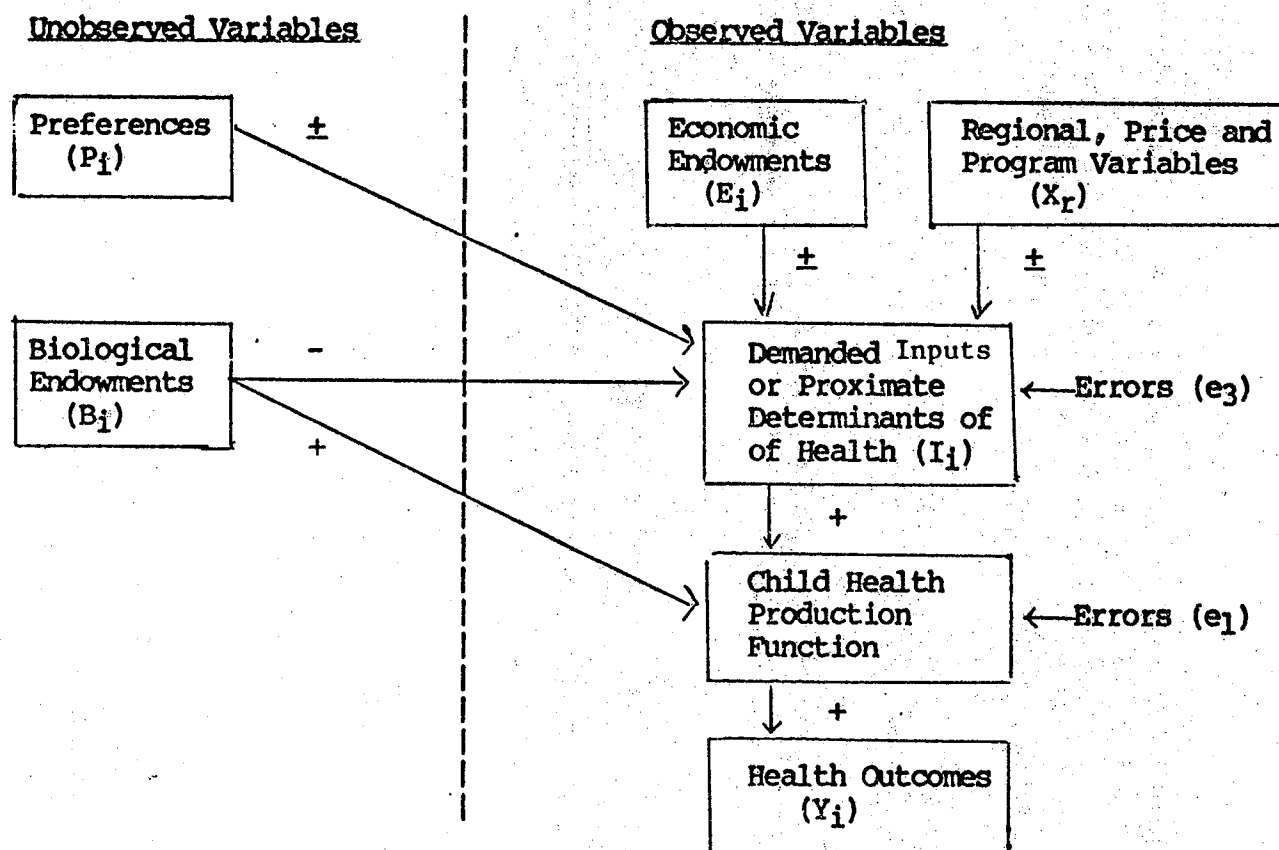 Unobserved Variables
Observed Variables
Preferences
(Pi)
±
Economic
Endowments
(Ei)
±
Regional, Price and
Program Variables
(Xr)
±
Biological
Endowments
(Bi)
-
+
Demanded Inputs
or Proximate
Determinants of
of Health (Ii)
Errors (e3)
+
Child Health
Production
Function
Errors (e1)
+
Health Outcomes
(Yi)